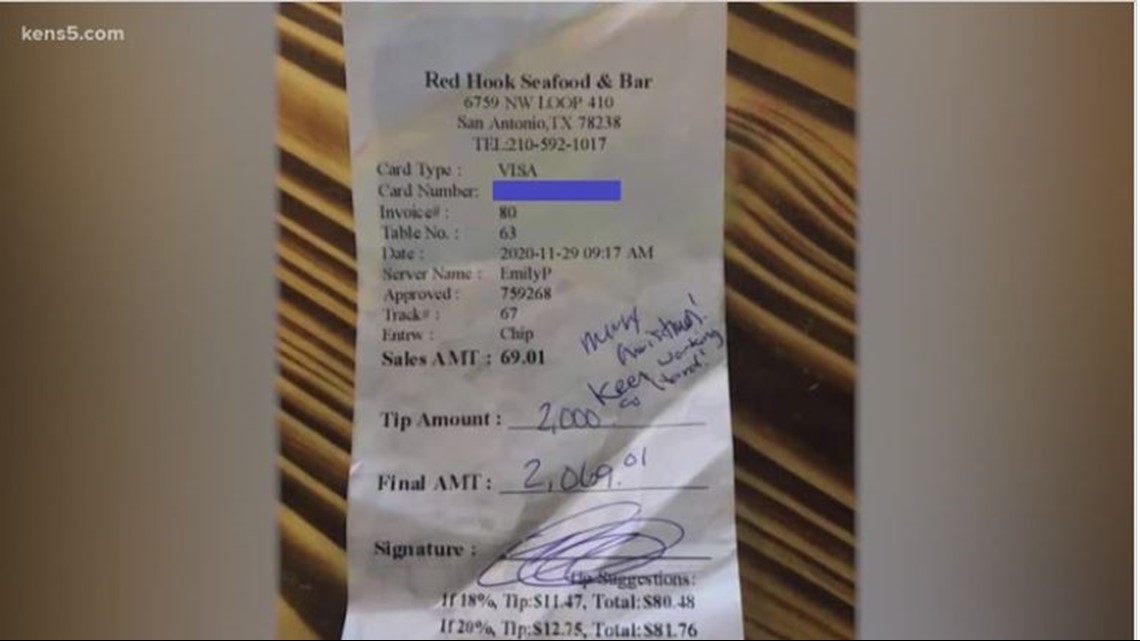 kens5.com
Red Hook Seafood & Bar
6759 NW LOOP 410
San Antonio,TX 78238
TEL:210-592-1017
Card Type : VISA
Card Number:
Invoice# : 80
Table No. : 63
Date : 2020-11-29 09:17 AM
Server Name : EmilyP
Approved : 759268
Track# : 67
Entrw : Chip
Sales AMT : 69.01
Merry
Christmas!
Keep working
so hard!
Tip Amount : 2,000
Final AMT : 2,069.01
Signature :
Tip Suggestions:
If 18%, Tip:$11.47, Total:$80.48
If 20%, Tip:$12.75, Total:$81.76